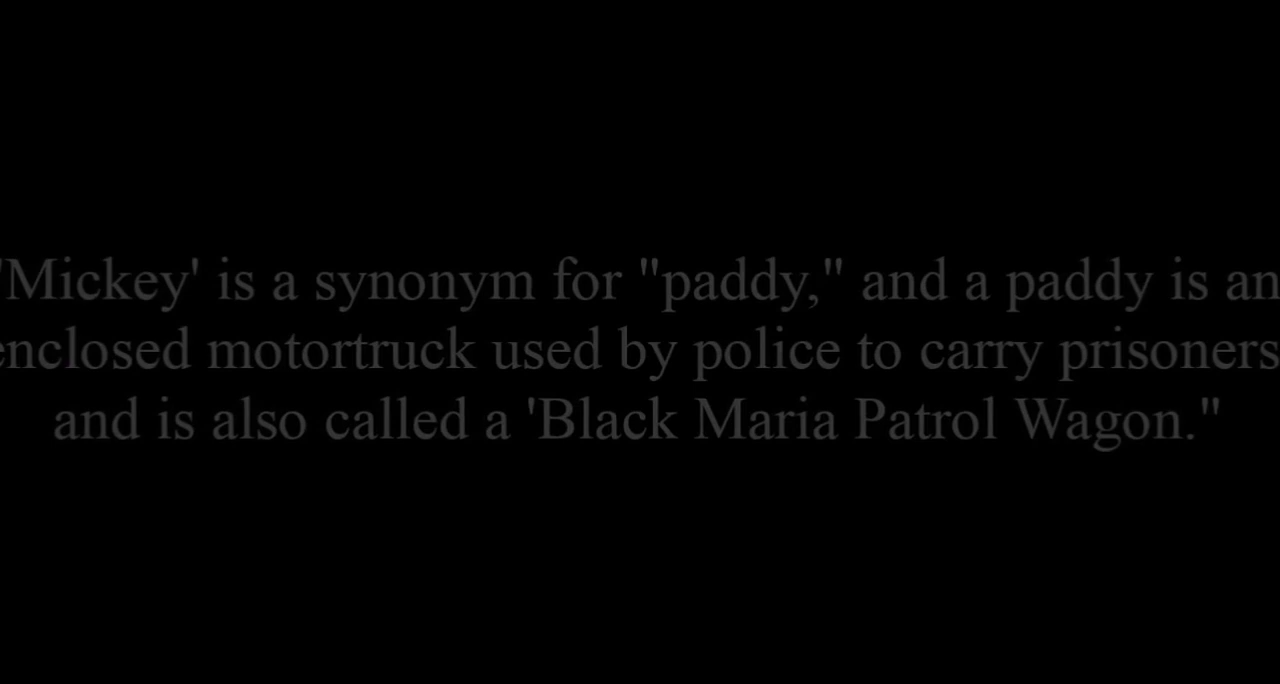 'Mickey' is a synonym for "paddy," and a paddy is an
enclosed motortruck used by police to carry prisoners
and is also called a 'Black Maria Patrol Wagon."